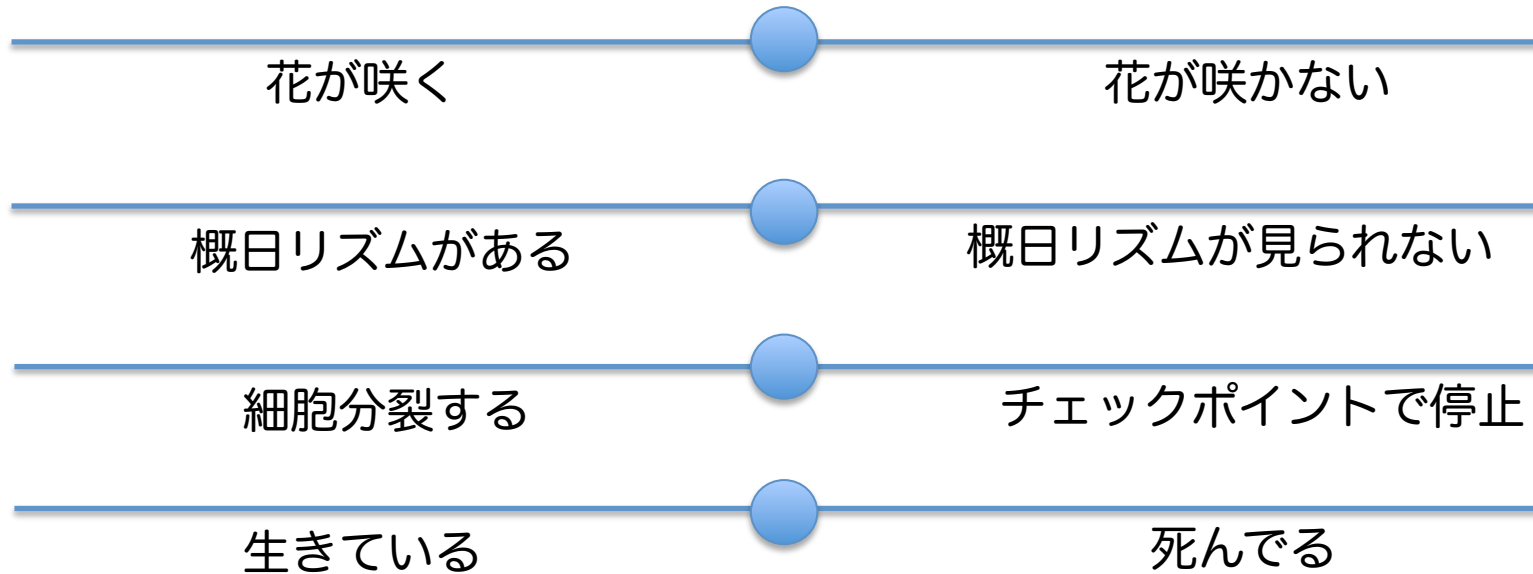 花が咲く 花が咲かない
概日リズムがある 概日リズムが見られない
細胞分裂する チェックポイントで停止
生きている 死んでる